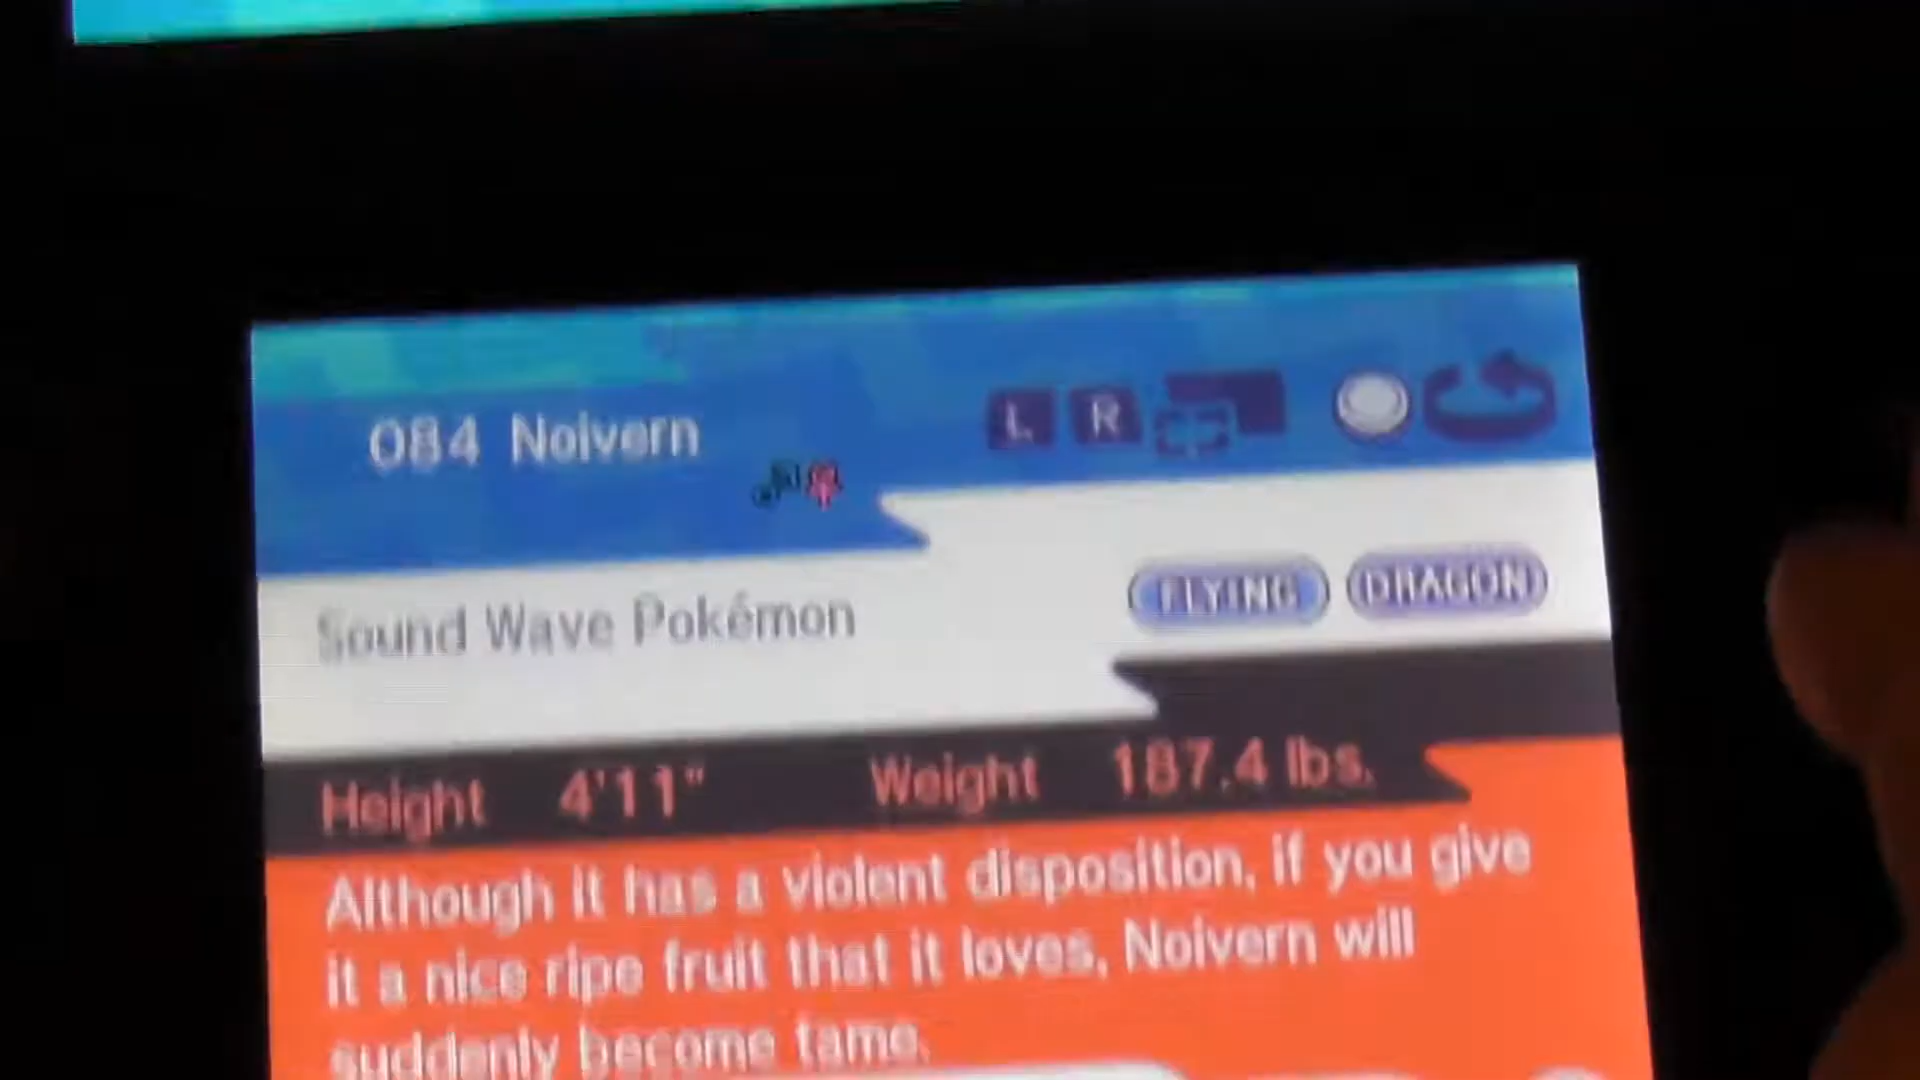 084 Noivern
L R
Sound Wave Pokémon
FLYING DRAGON
Height 4'11" Weight 187.4 lbs.
Although it has a violent disposition, if you give
it a nice ripe fruit that it loves, Noivern will
suddenly become tame.